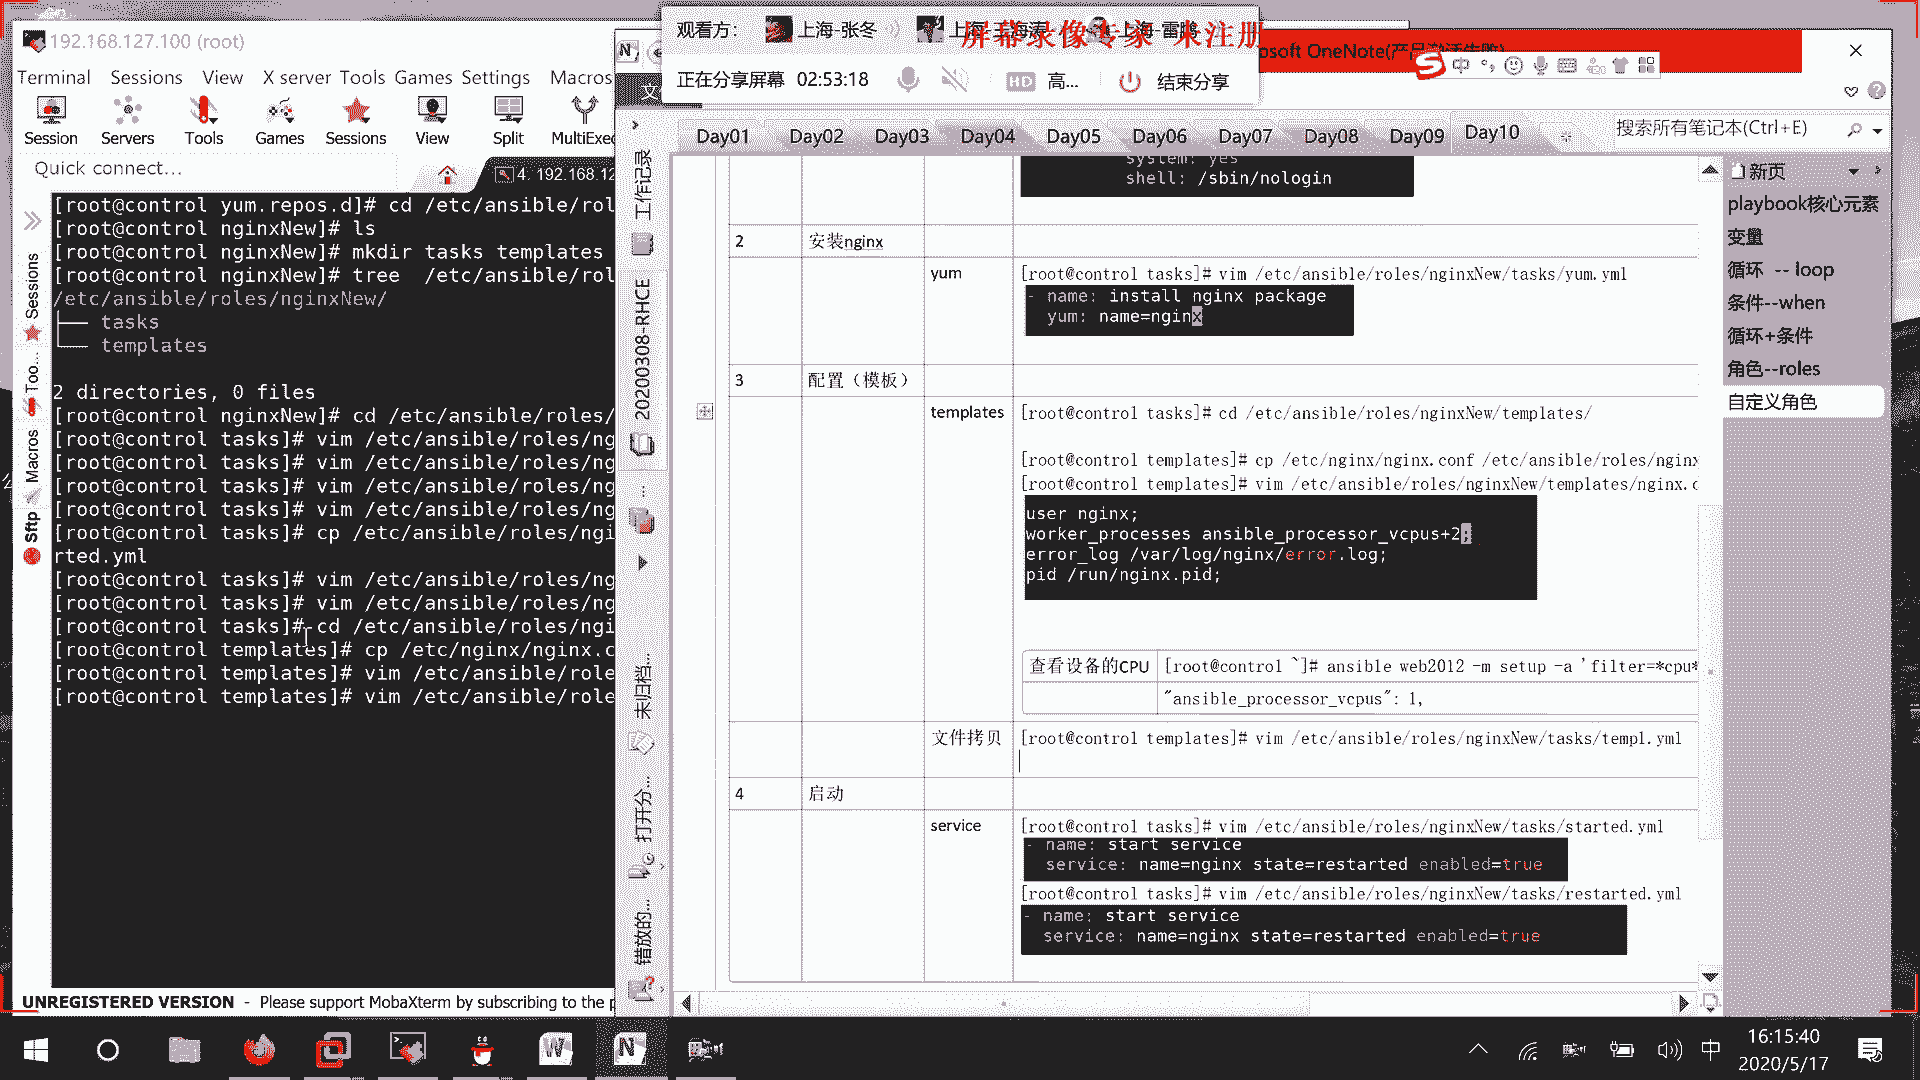 192.168.127.100 (root)
Terminal Sessions View X server Tools Games Settings Macros
Session Servers Tools Games Sessions View Split MultiExec
Quick connect...
4. 192.168.12
[root@control yum.repos.d]# cd /etc/ansible/rol
[root@control nginxNew]# ls
[root@control nginxNew]# mkdir tasks templates
[root@control nginxNew]# tree  /etc/ansible/rol
/etc/ansible/roles/nginxNew/
├── tasks
└── templates
2 directories, 0 files
[root@control nginxNew]# cd /etc/ansible/roles/
[root@control tasks]# vim /etc/ansible/roles/ng
[root@control tasks]# vim /etc/ansible/roles/ng
[root@control tasks]# vim /etc/ansible/roles/ng
[root@control tasks]# vim /etc/ansible/roles/ng
[root@control tasks]# cp /etc/ansible/roles/ngi
rted.yml
[root@control tasks]# vim /etc/ansible/roles/ng
[root@control tasks]# vim /etc/ansible/roles/ng
[root@control tasks]# cd /etc/ansible/roles/ngi
[root@control templates]# cp /etc/nginx/nginx.c
[root@control templates]# vim /etc/ansible/role
[root@control templates]# vim /etc/ansible/role
Sessions
Too...
Macros
Sftp
UNREGISTERED VERSION - Please support MobaXterm by subscribing to the p
观看方： 上海-张冬 上海-王海涛 上海-雷鹏
屏幕录像专家 未注册
正在分享屏幕 02:53:18 HD 高... 结束分享
osoft OneNote(产品激活失败)
中
文
Day01 Day02 Day03 Day04 Day05 Day06 Day07 Day08 Day09 Day10
搜索所有笔记本(Ctrl+E)
工作记录
20200308-RHCE
未归档...
打开分...
错放的...
system: yes
shell: /sbin/nologin
2 安装nginx
yum [root@control tasks]# vim /etc/ansible/roles/nginxNew/tasks/yum.yml
- name: install nginx package
yum: name=nginx
3 配置（模板）
templates [root@control tasks]# cd /etc/ansible/roles/nginxNew/templates/
[root@control templates]# cp /etc/nginx/nginx.conf /etc/ansible/roles/nginx
[root@control templates]# vim /etc/ansible/roles/nginxNew/templates/nginx.c
user nginx;
worker_processes ansible_processor_vcpus+2;
error_log /var/log/nginx/error.log;
pid /run/nginx.pid;
查看设备的CPU [root@control ~]# ansible web2012 -m setup -a 'filter=*cpu*
"ansible_processor_vcpus": 1,
文件拷贝 [root@control templates]# vim /etc/ansible/roles/nginxNew/tasks/templ.yml
4 启动
service [root@control tasks]# vim /etc/ansible/roles/nginxNew/tasks/started.yml
- name: start service
service: name=nginx state=restarted enabled=true
[root@control tasks]# vim /etc/ansible/roles/nginxNew/tasks/restarted.yml
- name: start service
service: name=nginx state=restarted enabled=true
新页
playbook核心元素
变量
循环 -- loop
条件--when
循环+条件
角色--roles
自定义角色
中
16:15:40
2020/5/17